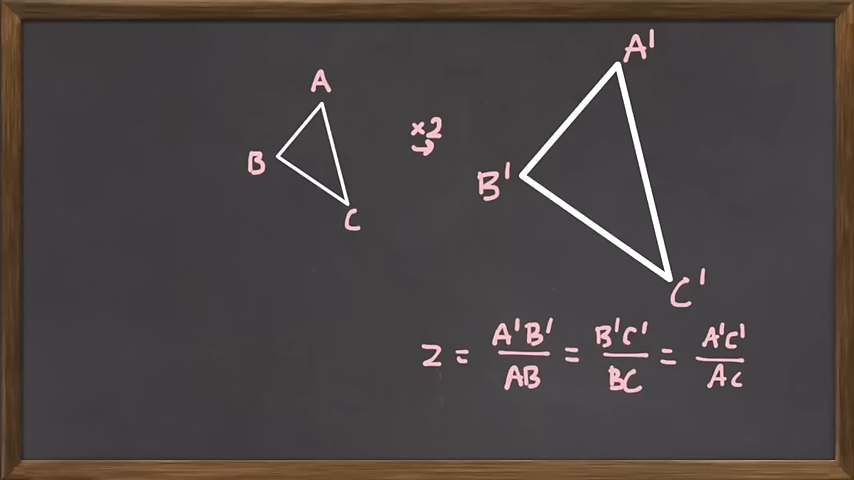 A
B
C
×2
→
A'
B'
C'
2 = A'B'/AB = B'C'/BC = A'C'/AC